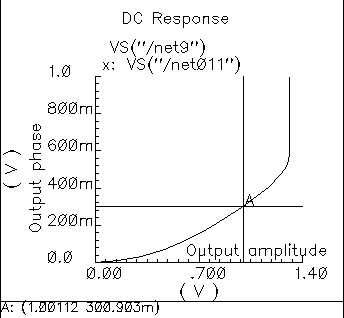 DC Response
VS("/net9")
x: VS("/net011")
1.0
800m
600m
400m
200m
0.0
Output phase
(V)
A
Output amplitude
0.00 .700 1.40
(V)
A: (1.00112 300.903m)